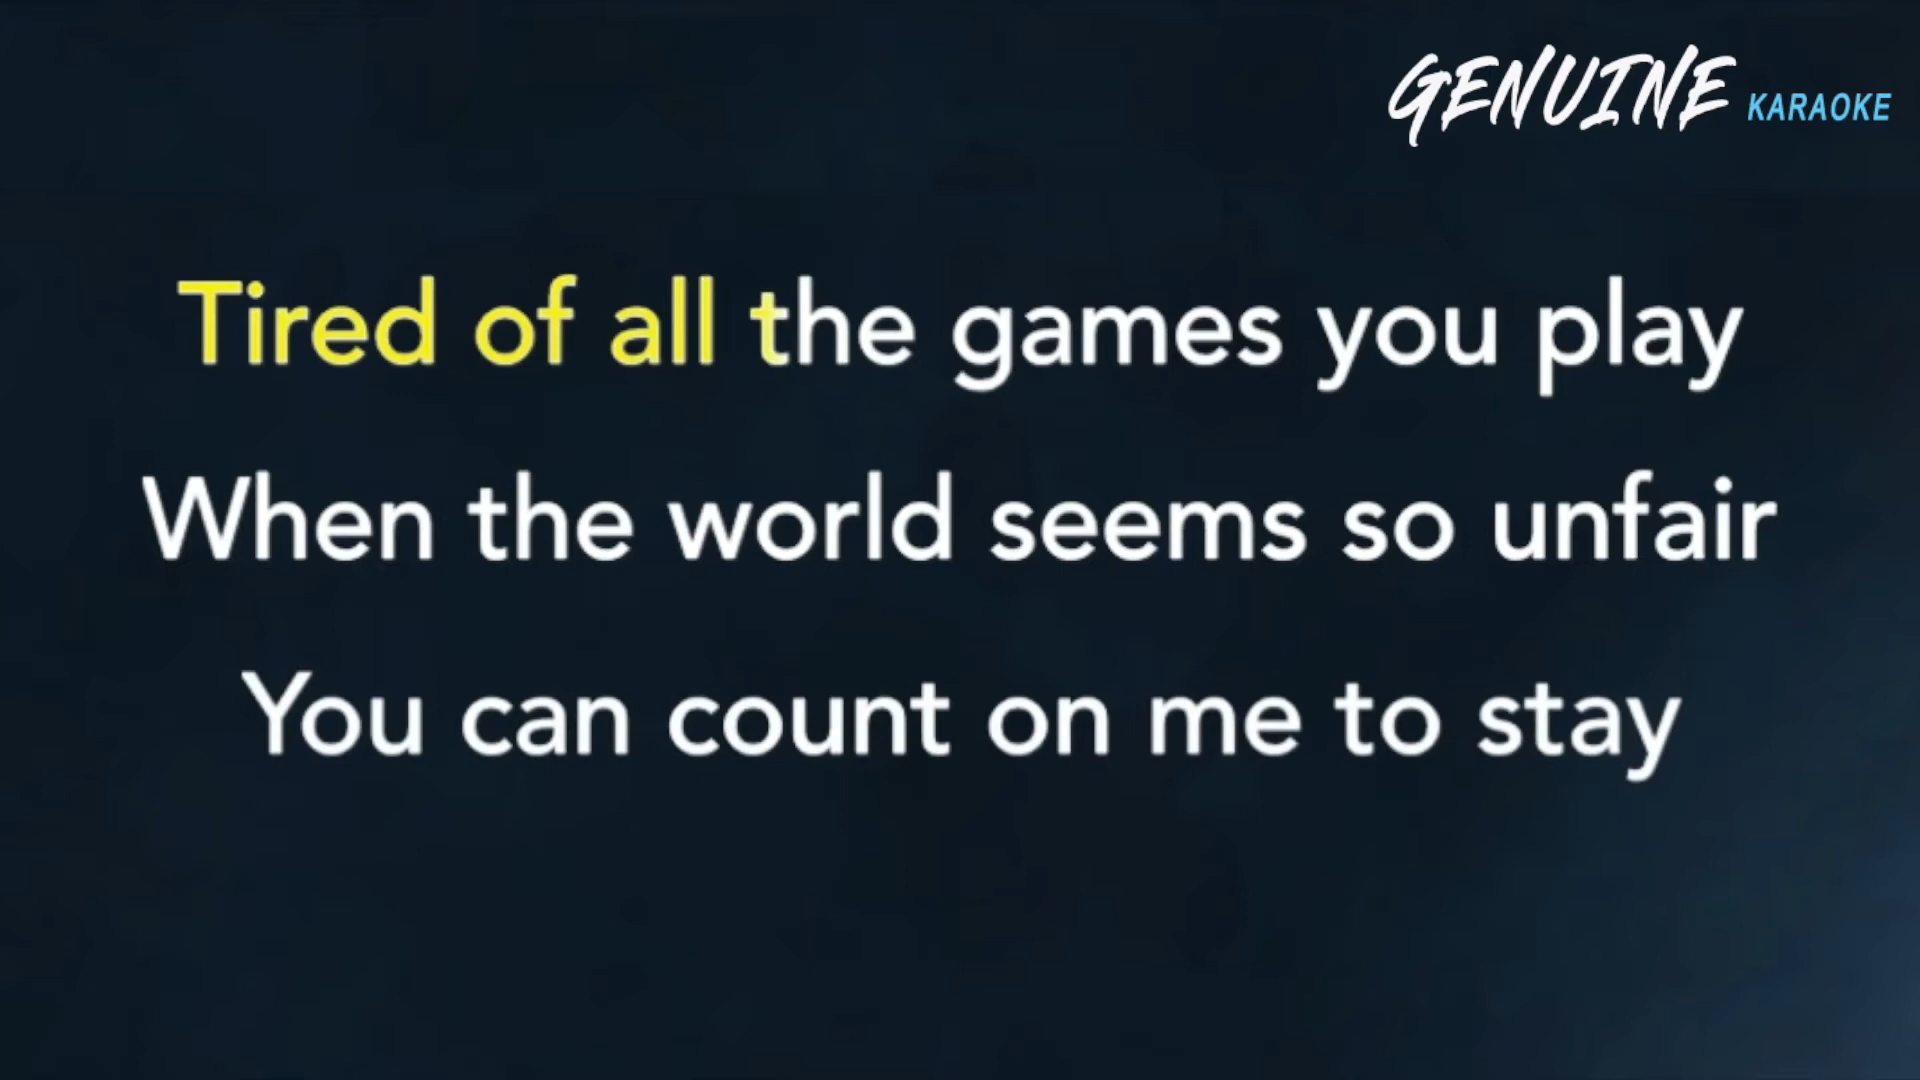 GENUINE KARAOKE
Tired of all the games you play
When the world seems so unfair
You can count on me to stay